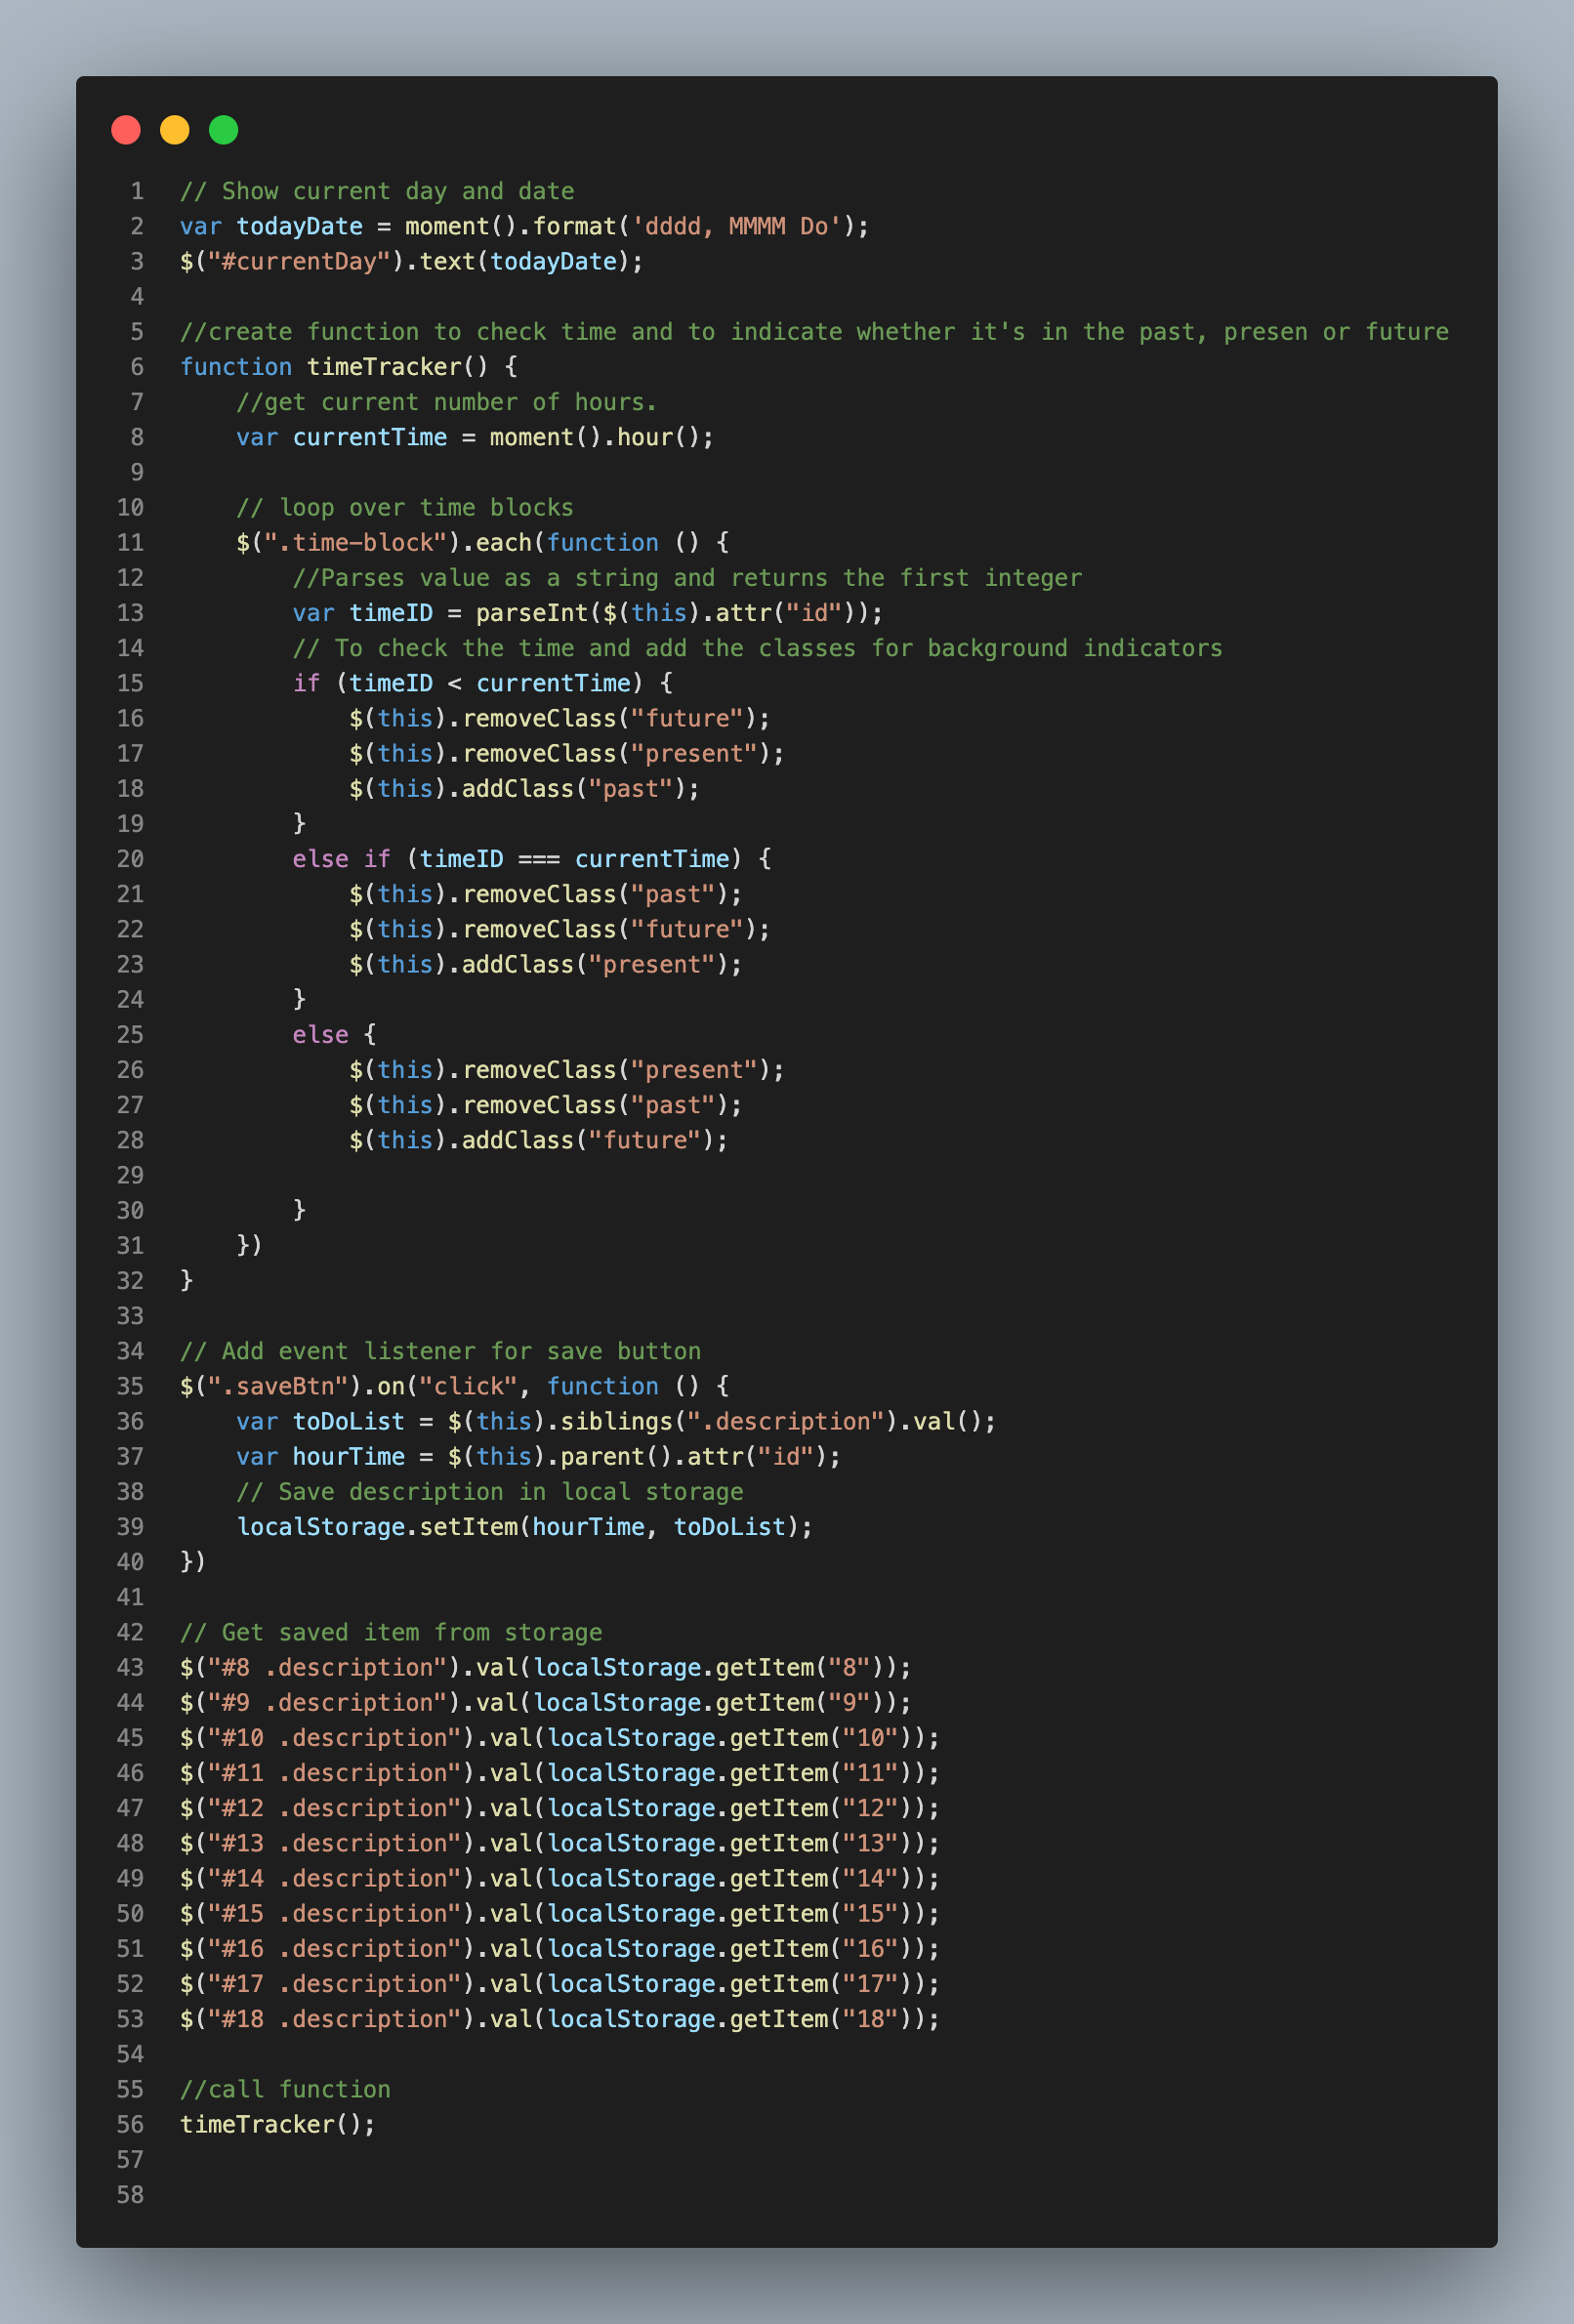 1 // Show current day and date
2 var todayDate = moment().format('dddd, MMMM Do');
3 $("#currentDay").text(todayDate);
4
5 //create function to check time and to indicate whether it's in the past, presen or future
6 function timeTracker() {
7     //get current number of hours.
8     var currentTime = moment().hour();
9
10     // loop over time blocks
11     $(".time-block").each(function () {
12         //Parses value as a string and returns the first integer
13         var timeID = parseInt($(this).attr("id"));
14         // To check the time and add the classes for background indicators
15         if (timeID < currentTime) {
16             $(this).removeClass("future");
17             $(this).removeClass("present");
18             $(this).addClass("past");
19         }
20         else if (timeID === currentTime) {
21             $(this).removeClass("past");
22             $(this).removeClass("future");
23             $(this).addClass("present");
24         }
25         else {
26             $(this).removeClass("present");
27             $(this).removeClass("past");
28             $(this).addClass("future");
29
30         }
31     })
32 }
33
34 // Add event listener for save button
35 $(".saveBtn").on("click", function () {
36     var toDoList = $(this).siblings(".description").val();
37     var hourTime = $(this).parent().attr("id");
38     // Save description in local storage
39     localStorage.setItem(hourTime, toDoList);
40 })
41
42 // Get saved item from storage
43 $("#8 .description").val(localStorage.getItem("8"));
44 $("#9 .description").val(localStorage.getItem("9"));
45 $("#10 .description").val(localStorage.getItem("10"));
46 $("#11 .description").val(localStorage.getItem("11"));
47 $("#12 .description").val(localStorage.getItem("12"));
48 $("#13 .description").val(localStorage.getItem("13"));
49 $("#14 .description").val(localStorage.getItem("14"));
50 $("#15 .description").val(localStorage.getItem("15"));
51 $("#16 .description").val(localStorage.getItem("16"));
52 $("#17 .description").val(localStorage.getItem("17"));
53 $("#18 .description").val(localStorage.getItem("18"));
54
55 //call function
56 timeTracker();
57
58